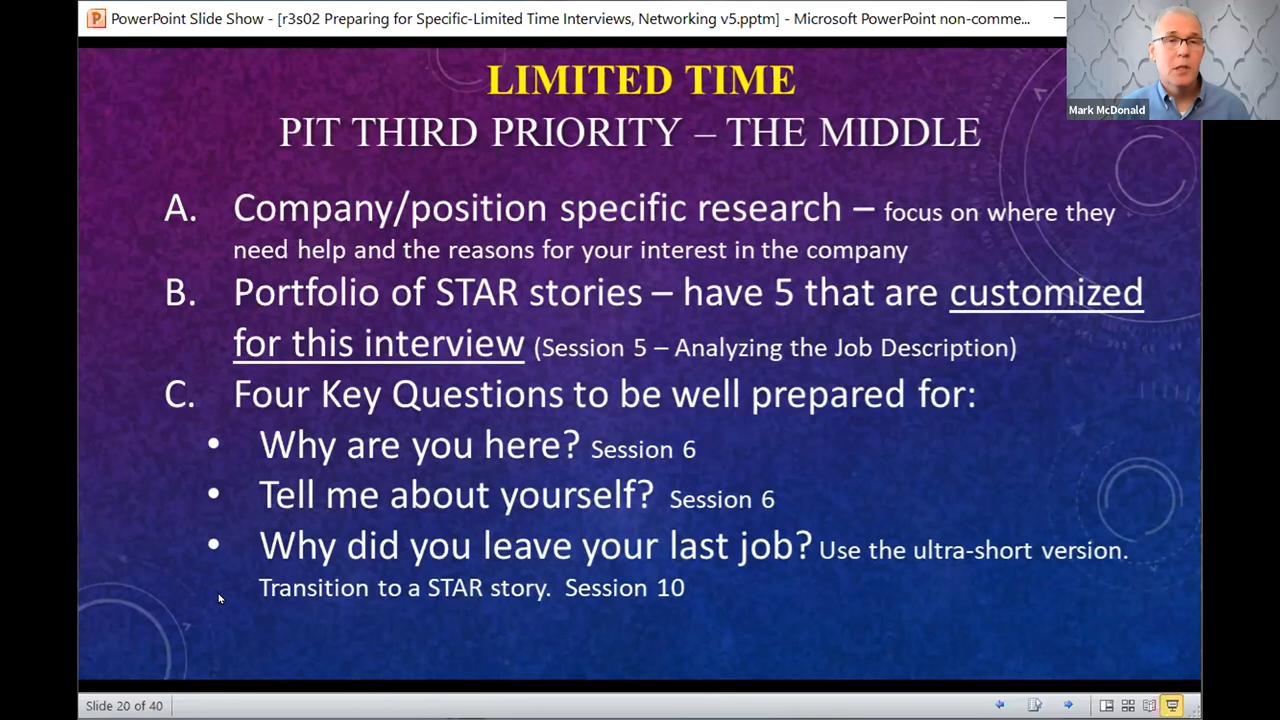 PowerPoint Slide Show - [r3s02 Preparing for Specific-Limited Time Interviews, Networking v5.pptm] - Microsoft PowerPoint non-comme...
Mark McDonald
LIMITED TIME
PIT THIRD PRIORITY – THE MIDDLE
A. Company/position specific research – focus on where they
need help and the reasons for your interest in the company
B. Portfolio of STAR stories – have 5 that are customized
for this interview (Session 5 – Analyzing the Job Description)
C. Four Key Questions to be well prepared for:
• Why are you here? Session 6
• Tell me about yourself? Session 6
• Why did you leave your last job? Use the ultra-short version.
Transition to a STAR story. Session 10
Slide 20 of 40